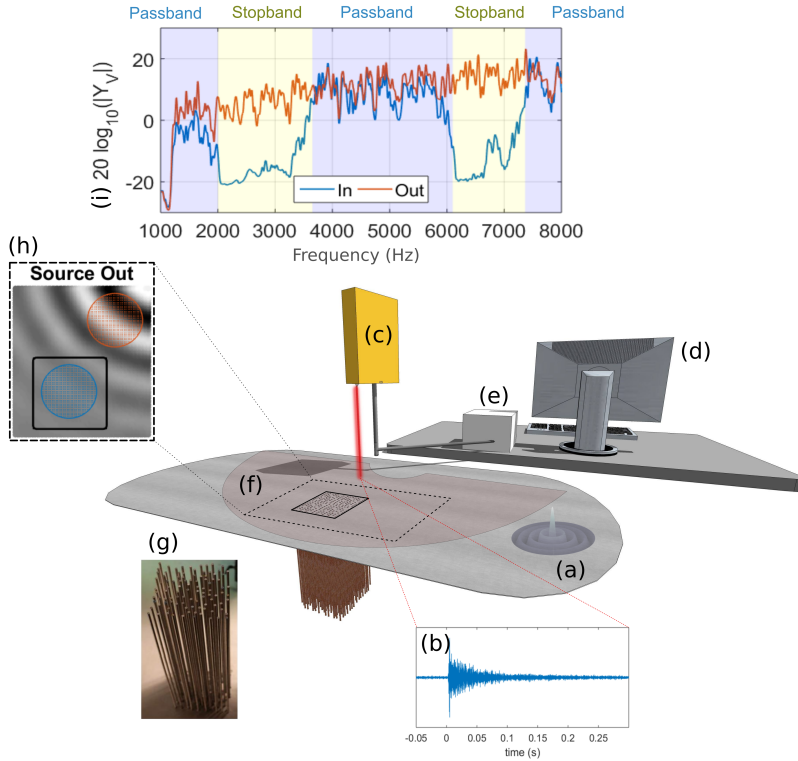 Passband Stopband Passband Stopband Passband
(i) 20 log10(|YV|)
20
0
-20
In Out
1000 2000 3000 4000 5000 6000 7000 8000
Frequency (Hz)
(h)
Source Out
(c)
(d)
(e)
(f)
(g)
(a)
(b)
-0.05 0 0.05 0.1 0.15 0.2 0.25
time (s)